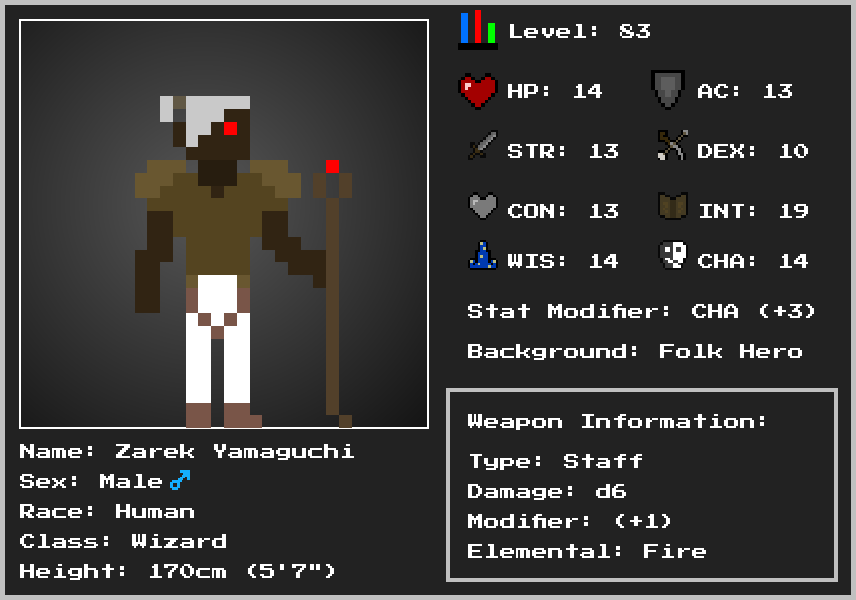 Level: 83
HP: 14
AC: 13
STR: 13
DEX: 10
CON: 13
INT: 19
WIS: 14
CHA: 14
Stat Modifier: CHA (+3)
Background: Folk Hero
Weapon Information:
Type: Staff
Damage: d6
Modifier: (+1)
Elemental: Fire
Name: Zarek Yamaguchi
Sex: Male♂
Race: Human
Class: Wizard
Height: 170cm (5'7")